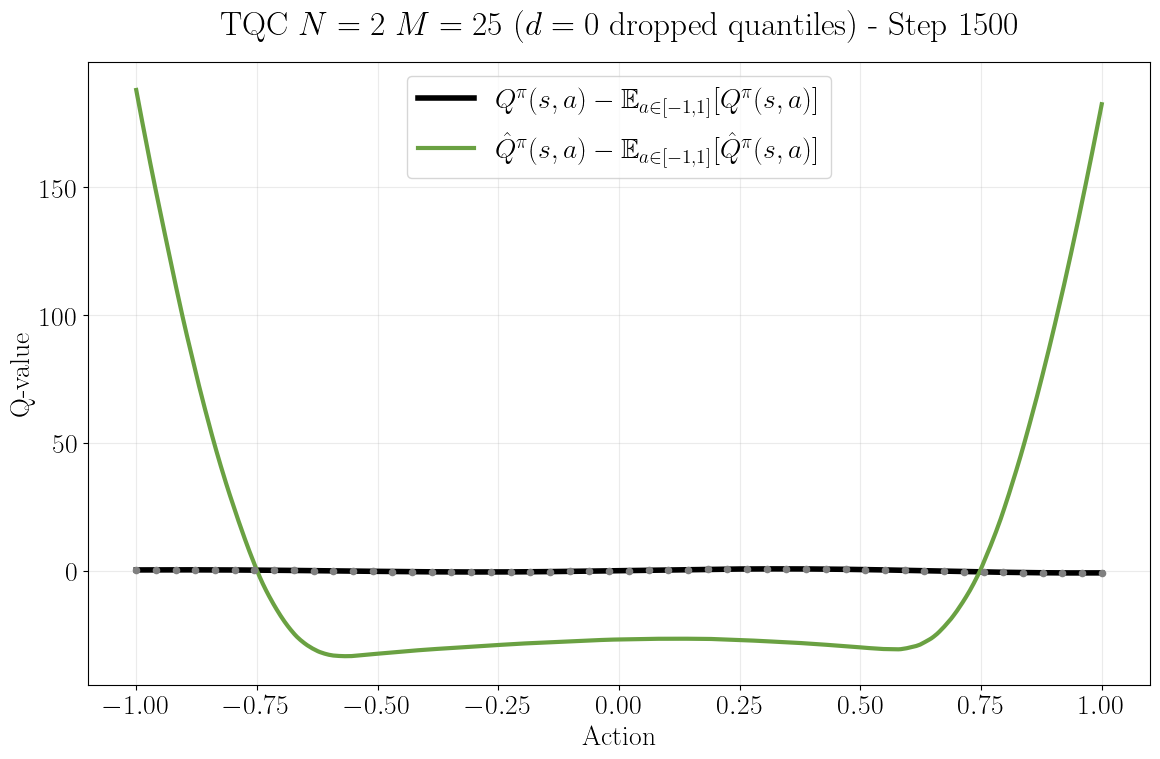 TQC N = 2 M = 25 (d = 0 dropped quantiles) - Step 1500
Q^π(s, a) − 𝔼_{a∈[−1,1]}[Q^π(s, a)]
Q̂^π(s, a) − 𝔼_{a∈[−1,1]}[Q̂^π(s, a)]
Q-value
150
100
50
0
−1.00 −0.75 −0.50 −0.25 0.00 0.25 0.50 0.75 1.00
Action